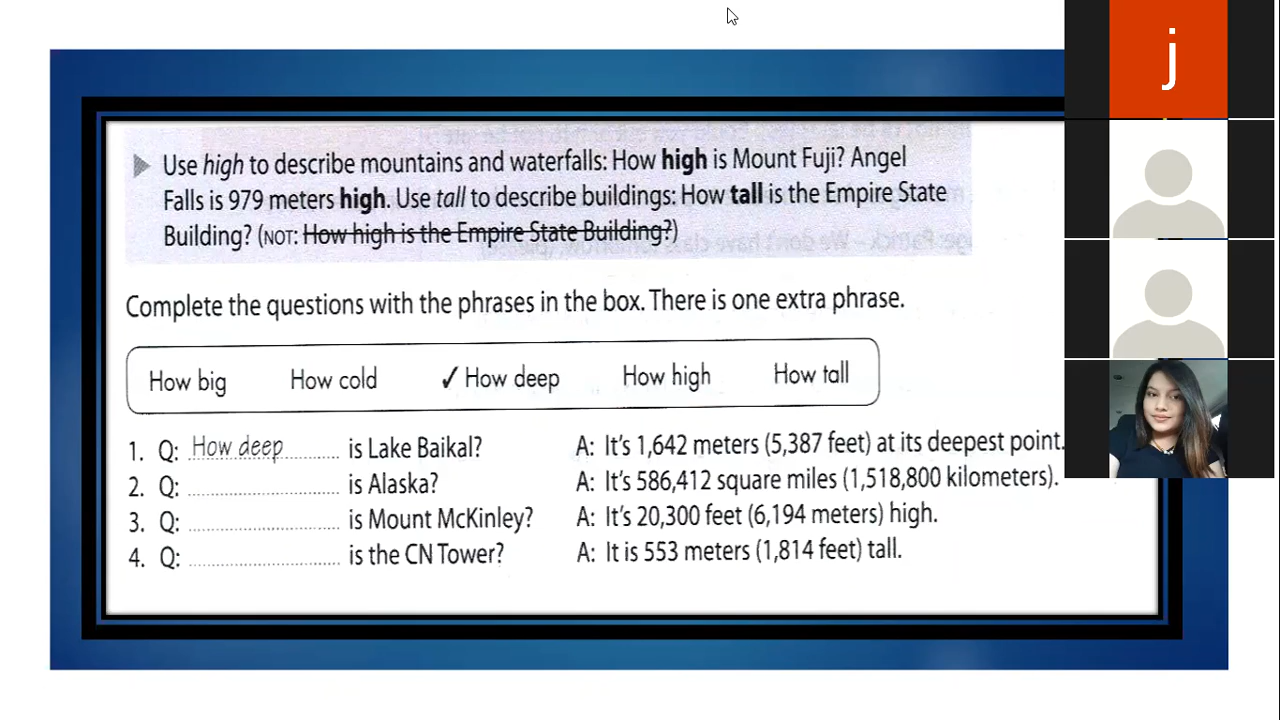 j
Use high to describe mountains and waterfalls: How high is Mount Fuji? Angel
Falls is 979 meters high. Use tall to describe buildings: How tall is the Empire State
Building? (NOT: How high is the Empire State Building?)
Complete the questions with the phrases in the box. There is one extra phrase.
How big How cold ✓ How deep How high How tall
1. Q: How deep is Lake Baikal? A: It's 1,642 meters (5,387 feet) at its deepest point.
2. Q: is Alaska? A: It's 586,412 square miles (1,518,800 kilometers).
3. Q: is Mount McKinley? A: It's 20,300 feet (6,194 meters) high.
4. Q: is the CN Tower? A: It is 553 meters (1,814 feet) tall.